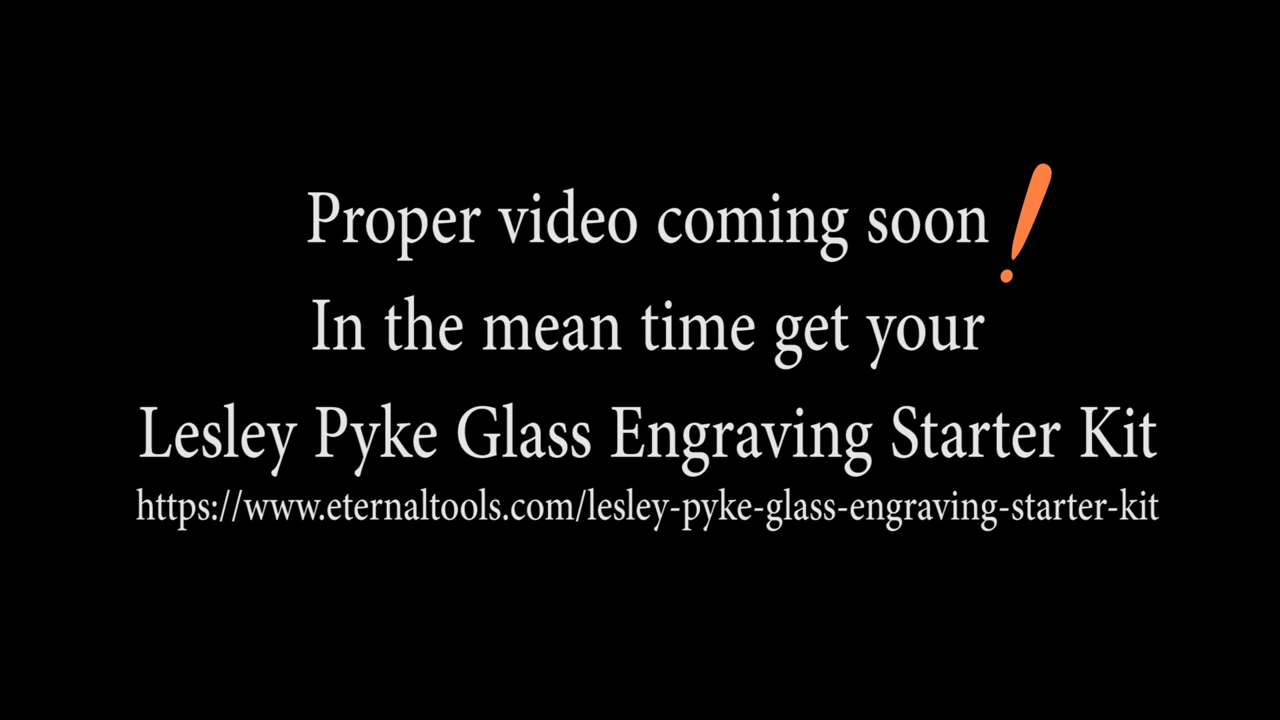 Proper video coming soon!
In the mean time get your
Lesley Pyke Glass Engraving Starter Kit
https://www.eternaltools.com/lesley-pyke-glass-engraving-starter-kit